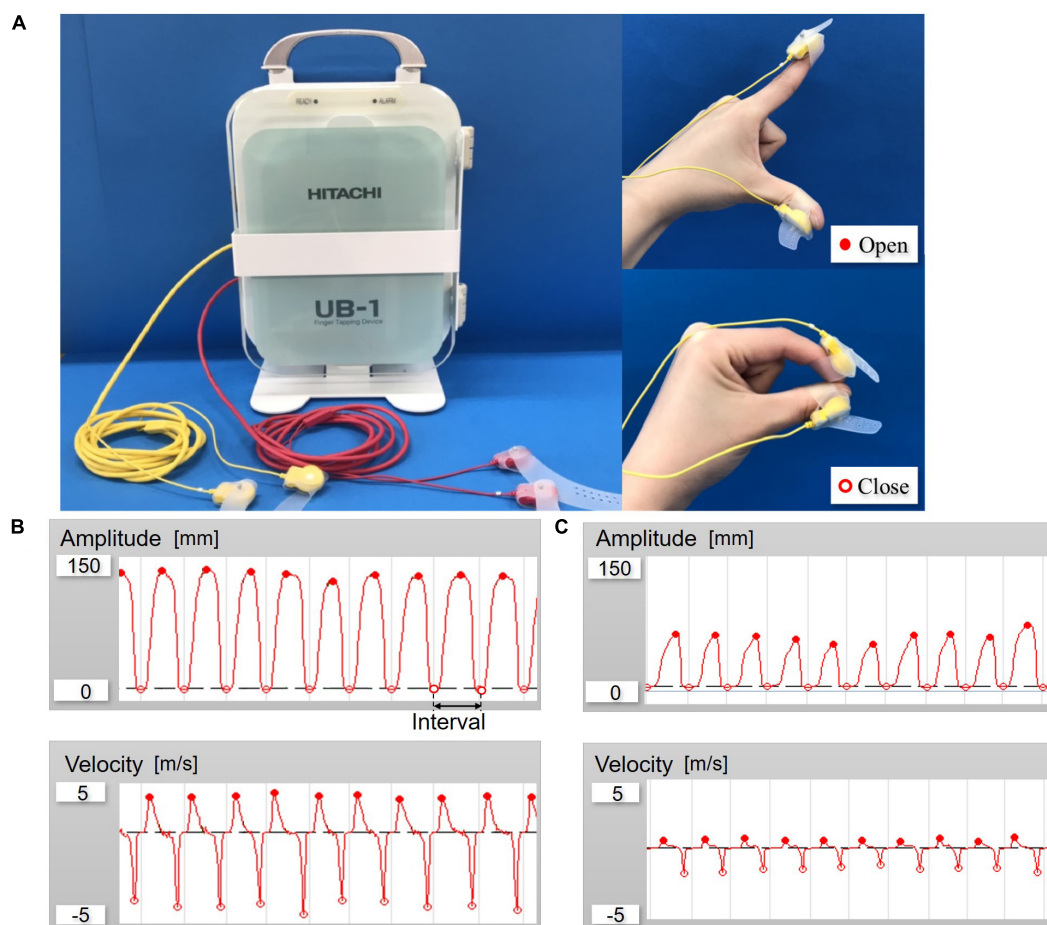 A
READY
ALARM
HITACHI
UB-1
Finger Tapping Device
Open
Close
B
Amplitude [mm]
150
0
Interval
Velocity [m/s]
5
-5
C
Amplitude [mm]
150
0
Velocity [m/s]
5
-5